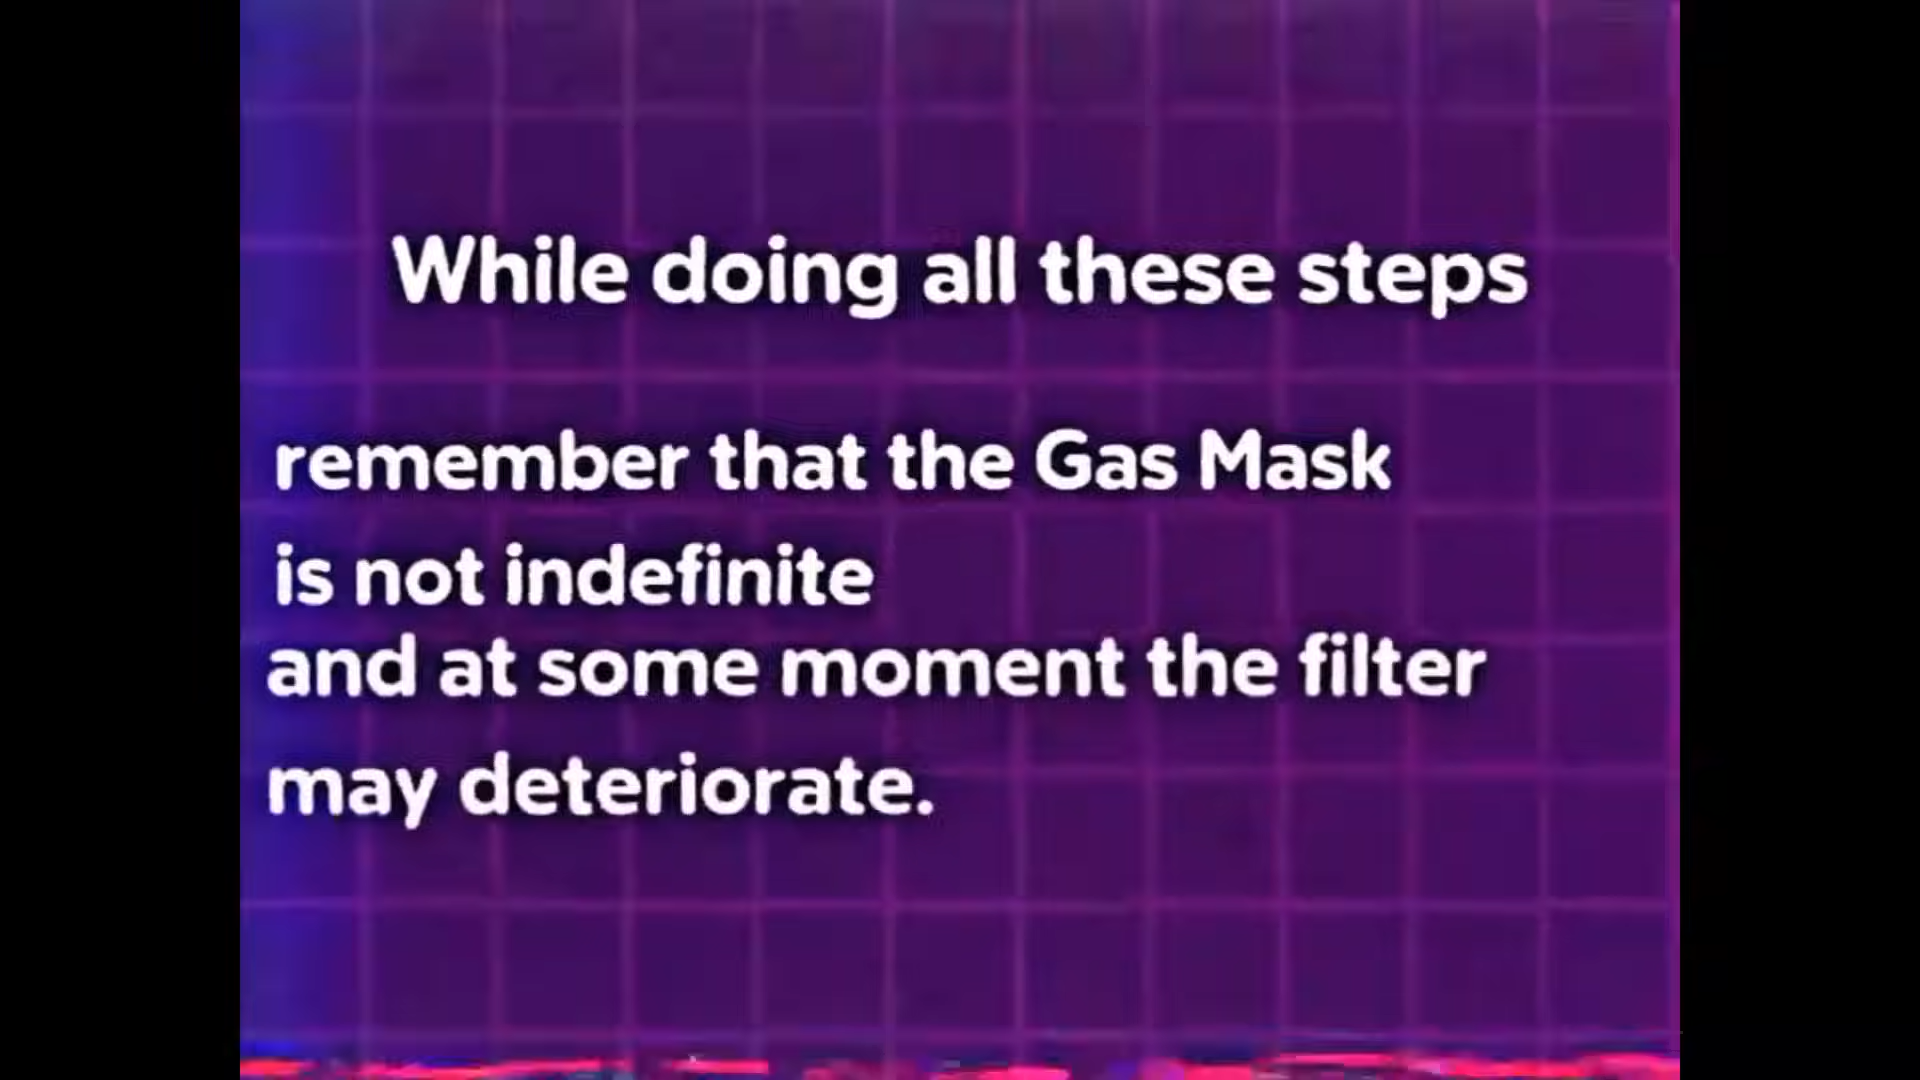 While doing all these steps
remember that the Gas Mask
is not indefinite
and at some moment the filter
may deteriorate.